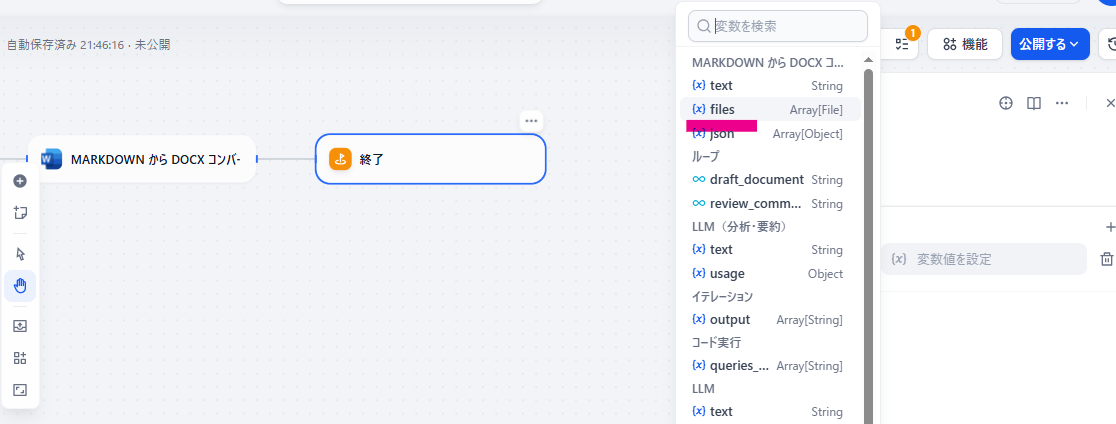 変数を検索
自動保存済み 21:46:16 · 未公開
1
機能
公開する
MARKDOWN から DOCX コ...
{x} text String
{x} files Array[File]
{x} json Array[Object]
ループ
draft_document String
review_comm... String
LLM（分析・要約）
{x} text String
{x} usage Object
イテレーション
{x} output Array[String]
コード実行
{x} queries_... Array[String]
LLM
{x} text String
MARKDOWN から DOCX コンバー
終了
{x} 変数値を設定